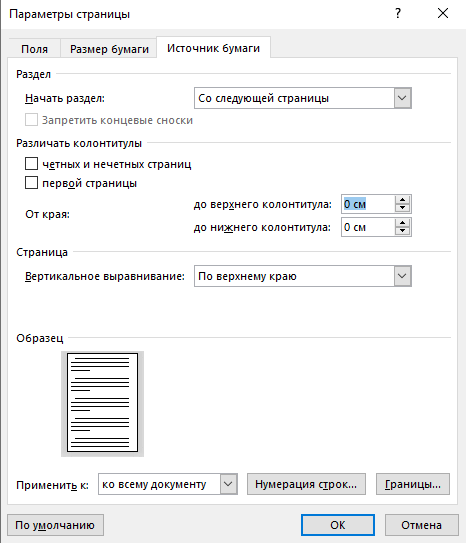 Параметры страницы
Поля Размер бумаги Источник бумаги
Раздел
Начать раздел: Со следующей страницы
Запретить концевые сноски
Различать колонтитулы
четных и нечетных страниц
первой страницы
От края:
до верхнего колонтитула: 0 см
до нижнего колонтитула: 0 см
Страница
Вертикальное выравнивание: По верхнему краю
Образец
Применить к: ко всему документу Нумерация строк... Границы...
По умолчанию ОК Отмена